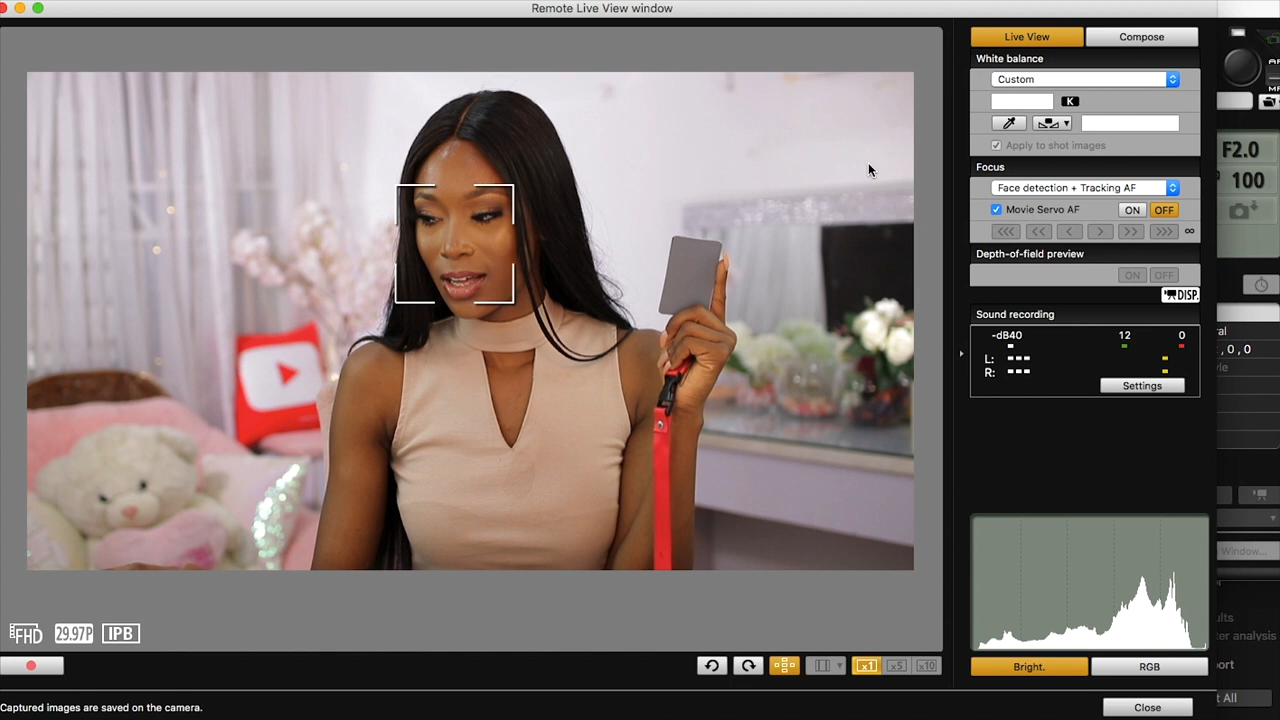 Remote Live View window
Live View
Compose
White balance
Custom
K
Apply to shot images
Focus
Face detection + Tracking AF
Movie Servo AF
ON
OFF
∞
Depth-of-field preview
ON
OFF
DISP.
Sound recording
-dB40
12
0
L:
R:
Settings
FHD
29.97P
IPB
x1
x5
x10
Bright.
RGB
Captured images are saved on the camera.
Close
F2.0
100
,0,0
Window...